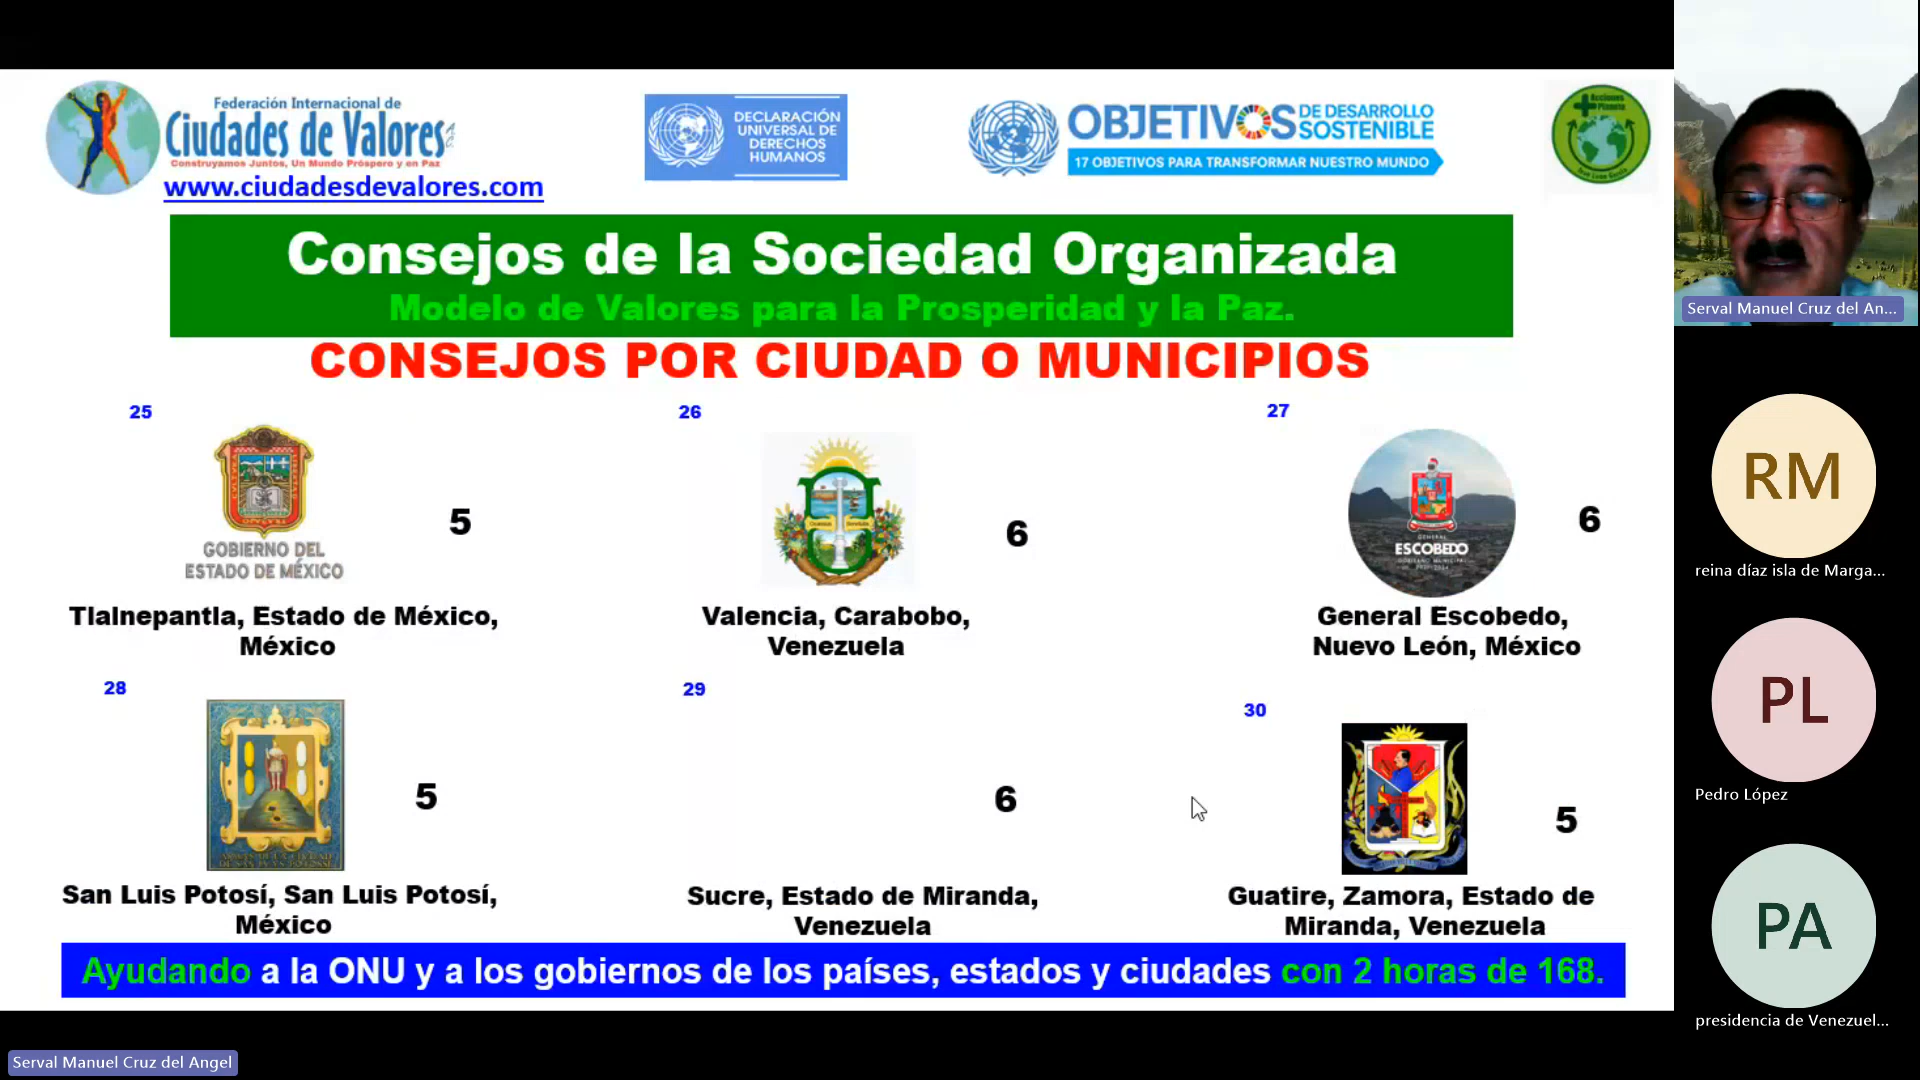 Federación Internacional de
Ciudades de Valores A.C.
Construyamos Juntos, Un Mundo Próspero y en Paz
www.ciudadesdevalores.com
DECLARACIÓN
UNIVERSAL DE
DERECHOS
HUMANOS
OBJETIVOS DE DESARROLLO
SOSTENIBLE
17 OBJETIVOS PARA TRANSFORMAR NUESTRO MUNDO
Acciones
Planeta
Consejos de la Sociedad Organizada
Modelo de Valores para la Prosperidad y la Paz.
CONSEJOS POR CIUDAD O MUNICIPIOS
25
GOBIERNO DEL
ESTADO DE MÉXICO
5
Tlalnepantla, Estado de México,
México
26
6
Valencia, Carabobo,
Venezuela
27
GENERAL
ESCOBEDO
GOBIERNO MUNICIPAL
6
General Escobedo,
Nuevo León, México
28
5
San Luis Potosí, San Luis Potosí,
México
29
6
Sucre, Estado de Miranda,
Venezuela
30
5
Guatire, Zamora, Estado de
Miranda, Venezuela
Ayudando a la ONU y a los gobiernos de los países, estados y ciudades con 2 horas de 168.
Serval Manuel Cruz del Angel
Serval Manuel Cruz del An...
RM
reina díaz isla de Marga...
PL
Pedro López
PA
presidencia de Venezuel...